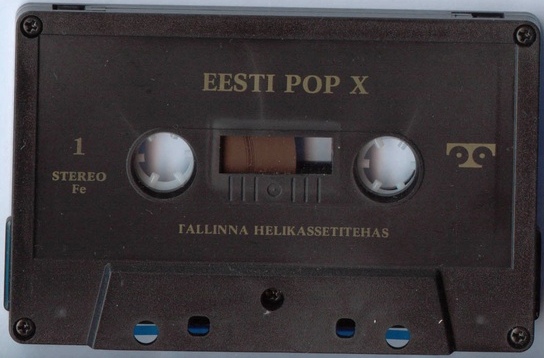 EESTI POP X
1
STEREO
Fe
TALLINNA HELIKASSETITEHAS